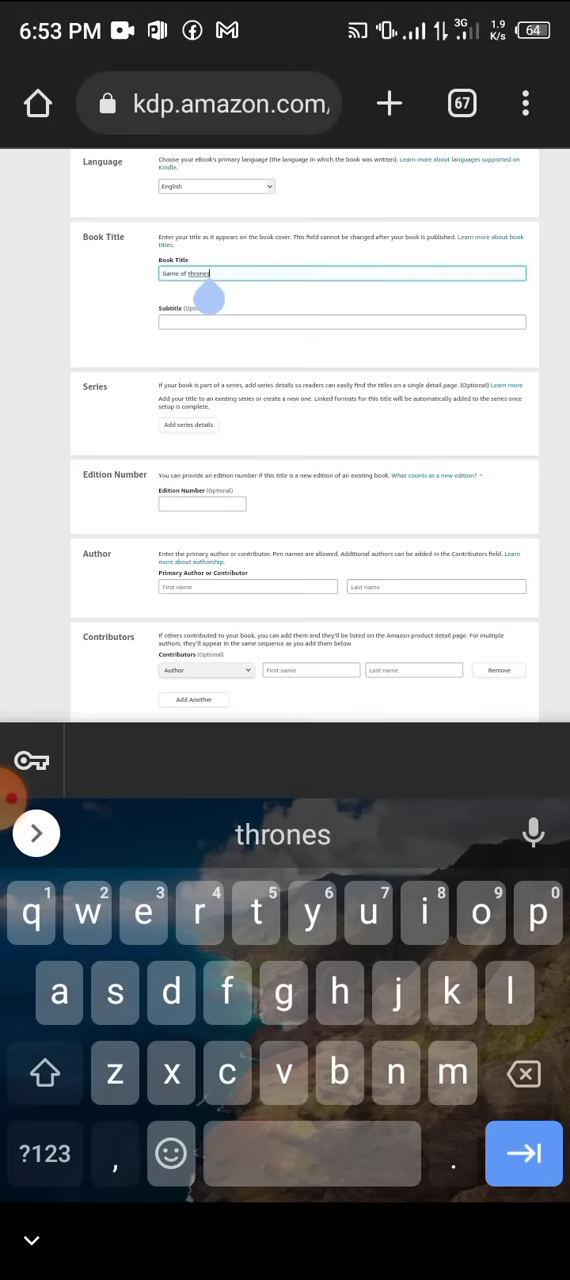 6:53 PM
3G
1.9
K/s
64
kdp.amazon.com,
67
Language
Choose your eBook's primary language (the language in which the book was written). Learn more about languages supported on
Kindle.
English
Book Title
Enter your title as it appears on the book cover. This field cannot be changed after your book is published. Learn more about book
titles.
Book Title
Game of thrones
Subtitle
Series
If your book is part of a series, add series details so readers can easily find the titles on a single detail page. (Optional) Learn more
Add your title to an existing series or create a new one. Linked formats for this title will be automatically added to the series once
setup is complete.
Add series details
Edition Number
You can provide an edition number if this title is a new edition of an existing book. What counts as a new edition?
Edition Number (Optional)
Author
Enter the primary author or contributor. Pen names are allowed. Additional authors can be added in the Contributors field. Learn
more about authorship.
Primary Author or Contributor
First name
Last name
Contributors
If others contributed to your book, you can add them and they'll be listed on the Amazon product detail page. For multiple
authors, they'll appear in the same sequence as you add them below.
Contributors (Optional)
Author
First name
Last name
Remove
Add Another
thrones
q1 w2 e3 r4 t5 y6 u7 i8 o9 p0
a s d f g h j k l
z x c v b n m
?123 , .